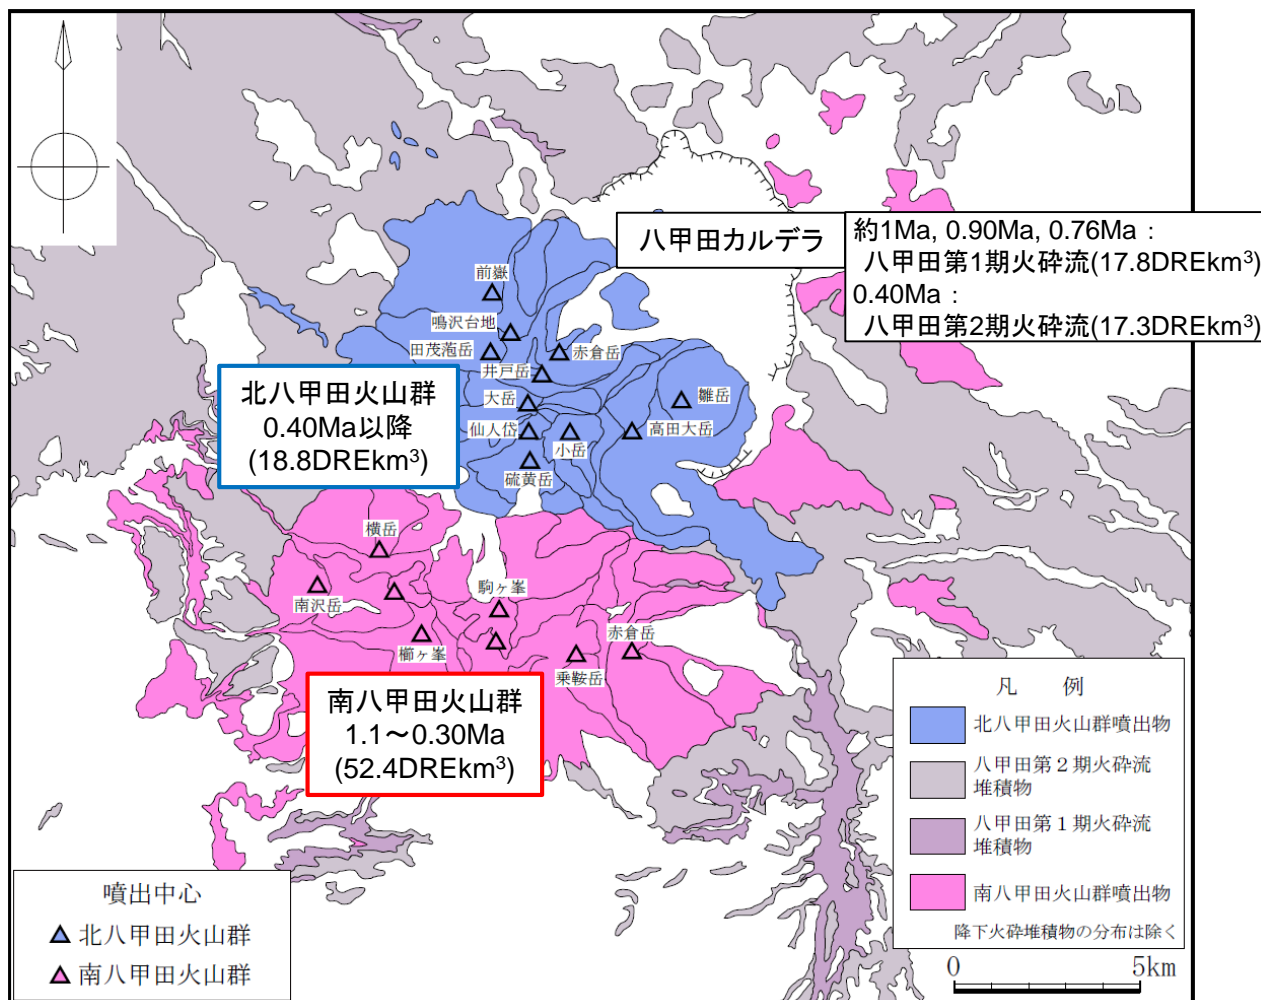 八甲田カルデラ
約1Ma, 0.90Ma, 0.76Ma：
八甲田第1期火砕流(17.8DREkm³)
0.40Ma：
八甲田第2期火砕流(17.3DREkm³)
前嶽
鳴沢台地
田茂萢岳
赤倉岳
井戸岳
大岳
雛岳
仙人岱
小岳
高田大岳
硫黄岳
北八甲田火山群
0.40Ma以降
(18.8DREkm³)
横岳
南沢岳
駒ヶ峯
櫛ヶ峯
赤倉岳
乗鞍岳
南八甲田火山群
1.1～0.30Ma
(52.4DREkm³)
凡　例
北八甲田火山群噴出物
八甲田第２期火砕流
堆積物
八甲田第１期火砕流
堆積物
南八甲田火山群噴出物
降下火砕堆積物の分布は除く
噴出中心
北八甲田火山群
南八甲田火山群
0 5km